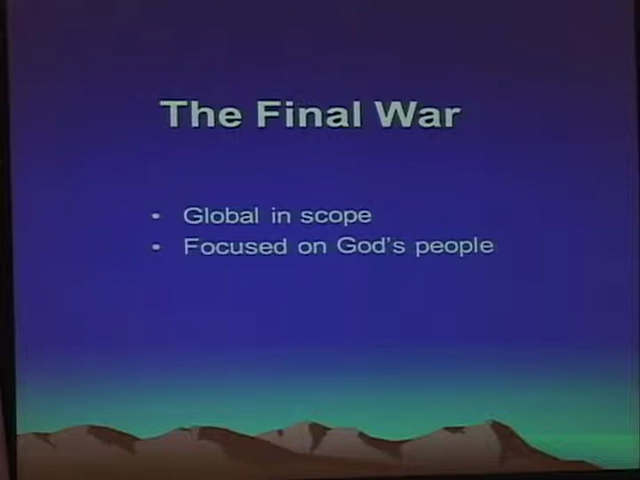 The Final War
• Global in scope
• Focused on God's people